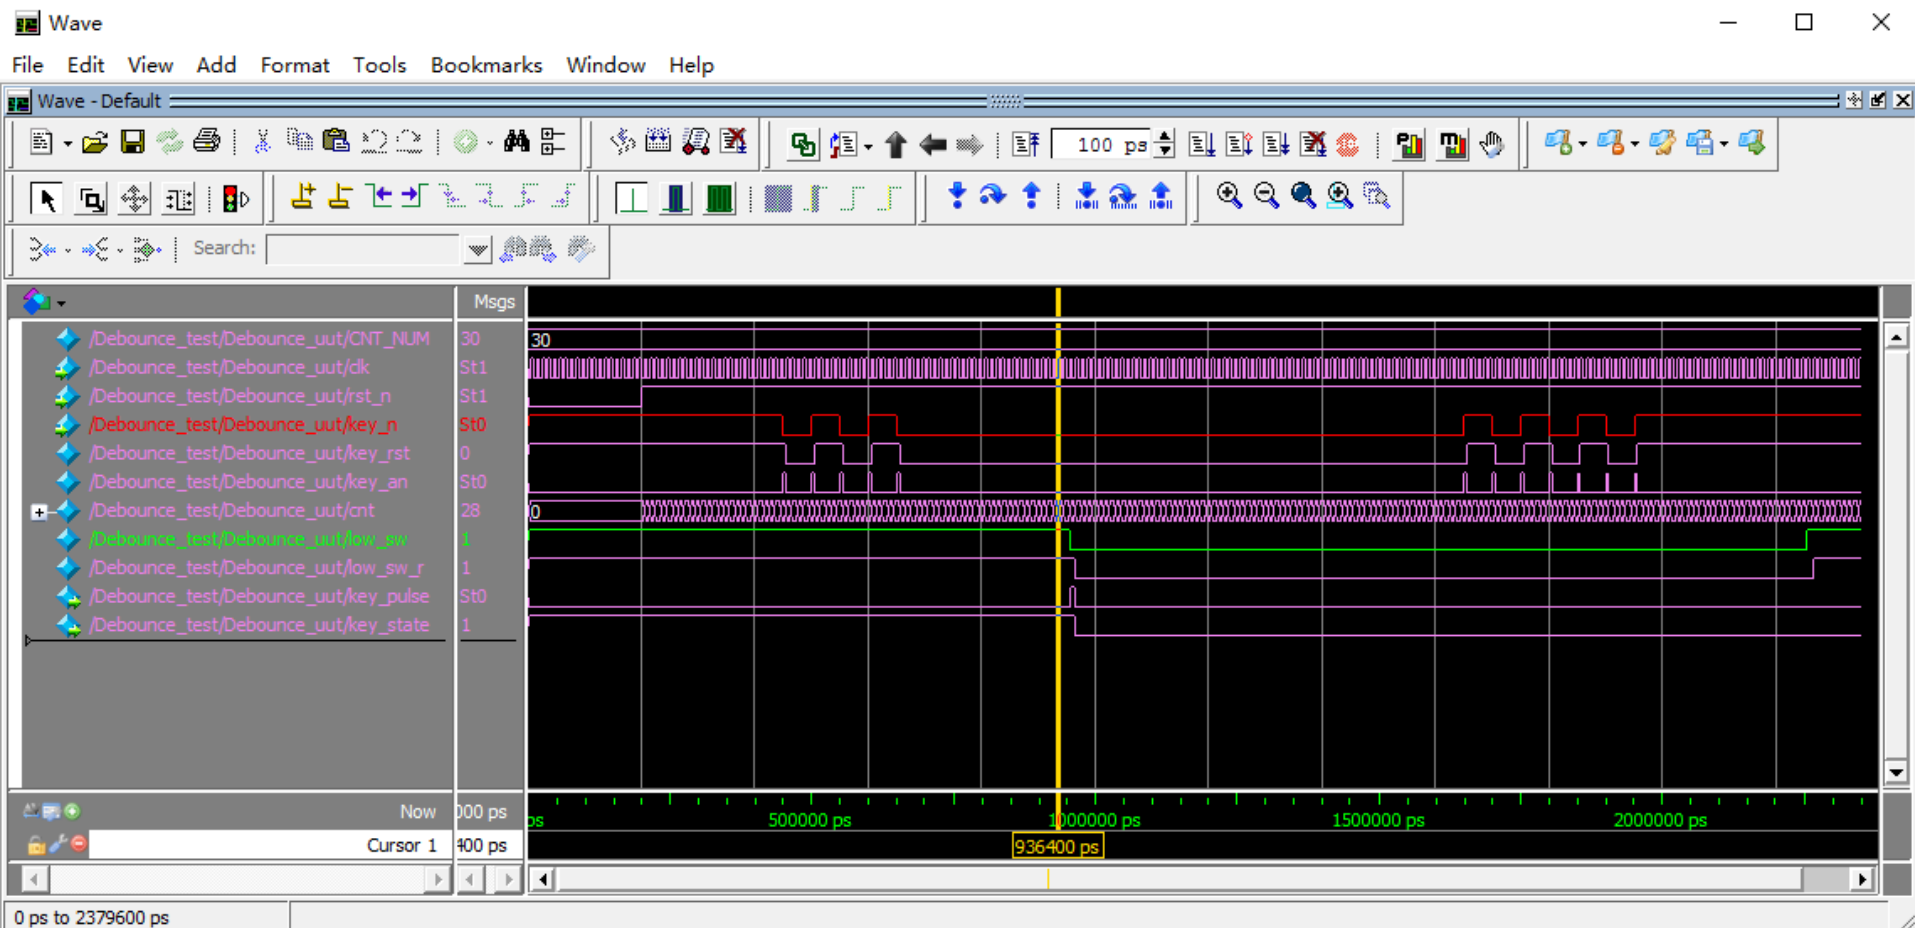 Wave
File Edit View Add Format Tools Bookmarks Window Help
Wave - Default
100 ps
Search:
Msgs
/Debounce_test/Debounce_uut/CNT_NUM 30 30
/Debounce_test/Debounce_uut/clk St1
/Debounce_test/Debounce_uut/rst_n St1
/Debounce_test/Debounce_uut/key_n St0
/Debounce_test/Debounce_uut/key_rst 0
/Debounce_test/Debounce_uut/key_an St0
/Debounce_test/Debounce_uut/cnt 28 0
/Debounce_test/Debounce_uut/low_sw 1
/Debounce_test/Debounce_uut/low_sw_r 1
/Debounce_test/Debounce_uut/key_pulse St0
/Debounce_test/Debounce_uut/key_state 1
Now 000 ps ps 500000 ps 1000000 ps 1500000 ps 2000000 ps
Cursor 1 400 ps 936400 ps
0 ps to 2379600 ps